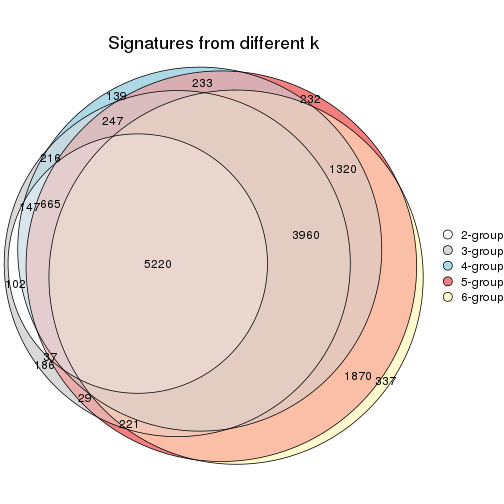 Signatures from different k
233
139
232
247
216
1320
147
665
3960
5220
102
37
186
1870
337
29
221
2-group
3-group
4-group
5-group
6-group